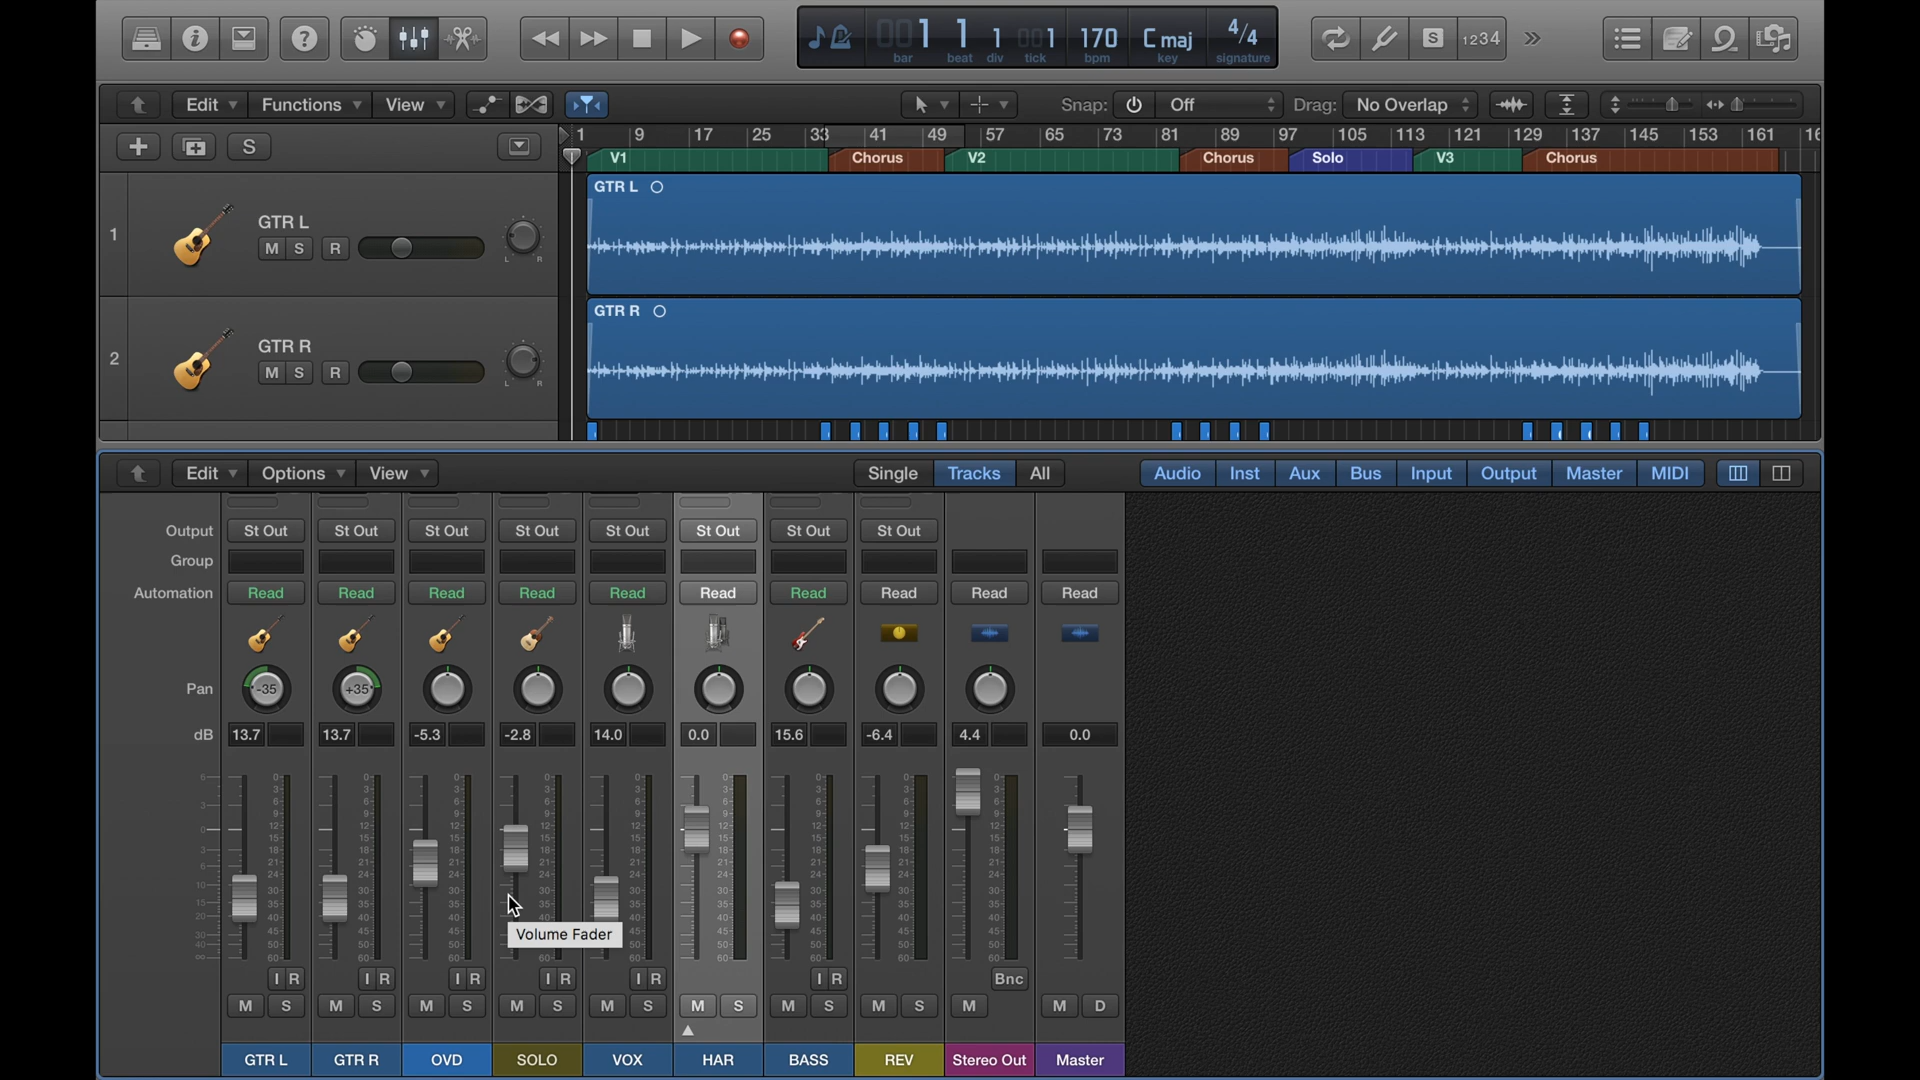 1234
001 1 1 001 170 C maj 4/4
bar beat div tick bpm key signature
Edit Functions View Snap: Off Drag: No Overlap
S 1 9 17 25 33 41 49 57 65 73 81 89 97 105 113 121 129 137 145 153 161 16
V1 Chorus V2 Chorus Solo V3 Chorus
GTR L
1 GTR L
M S R L R
GTR R
2 GTR R
M S R L R
Edit Options View Single Tracks All Audio Inst Aux Bus Input Output Master MIDI
Output St Out St Out St Out St Out St Out St Out St Out St Out
Group
Automation Read Read Read Read Read Read Read Read Read Read
Pan -35 +35
dB 13.7 13.7 -5.3 -2.8 14.0 0.0 15.6 -6.4 4.4 0.0
Volume Fader
I R I R I R I R I R I R Bnc
M S M S M S M S M S M S M S M S M M D
GTR L GTR R OVD SOLO VOX HAR BASS REV Stereo Out Master